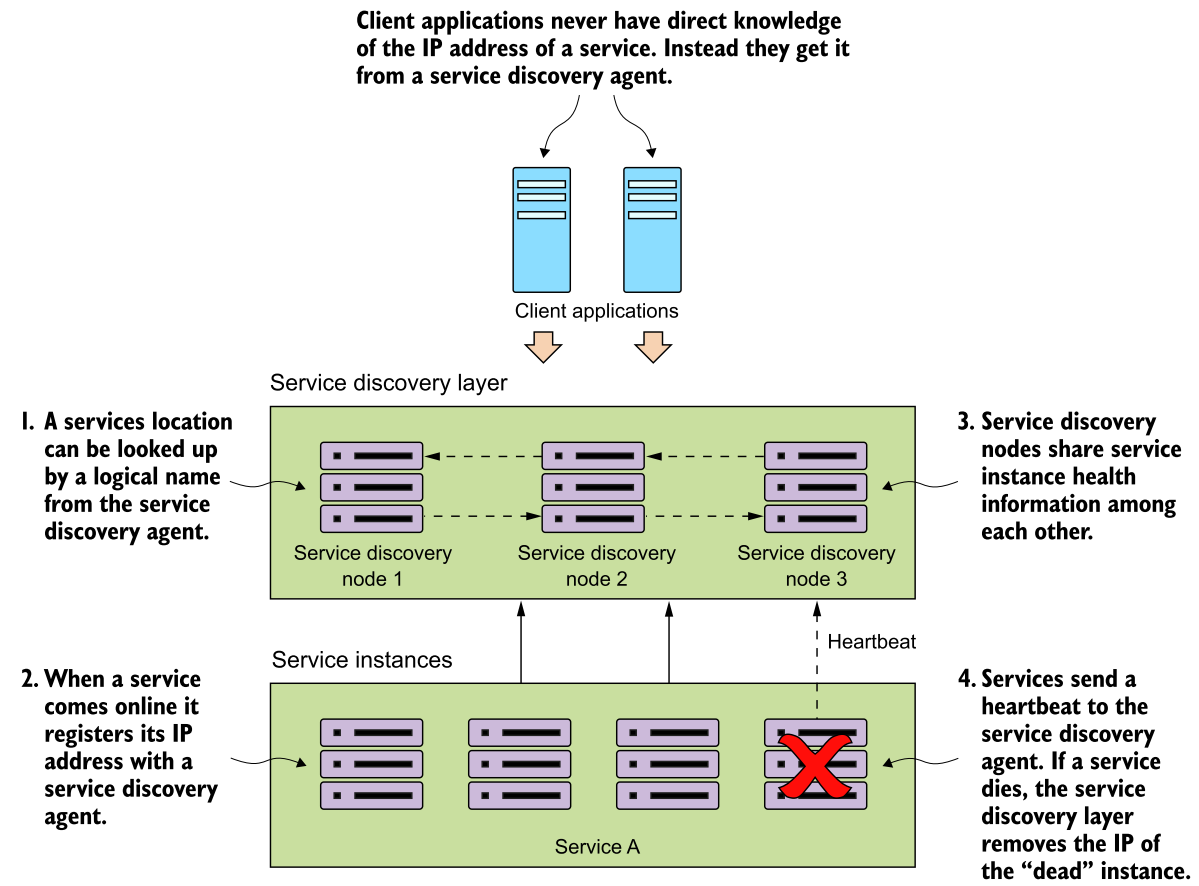 Client applications never have direct knowledge
of the IP address of a service. Instead they get it
from a service discovery agent.
Client applications
Service discovery layer
1. A services location
can be looked up
by a logical name
from the service
discovery agent.
Service discovery
node 1
Service discovery
node 2
Service discovery
node 3
3. Service discovery
nodes share service
instance health
information among
each other.
Heartbeat
Service instances
2. When a service
comes online it
registers its IP
address with a
service discovery
agent.
Service A
4. Services send a
heartbeat to the
service discovery
agent. If a service
dies, the service
discovery layer
removes the IP of
the “dead” instance.